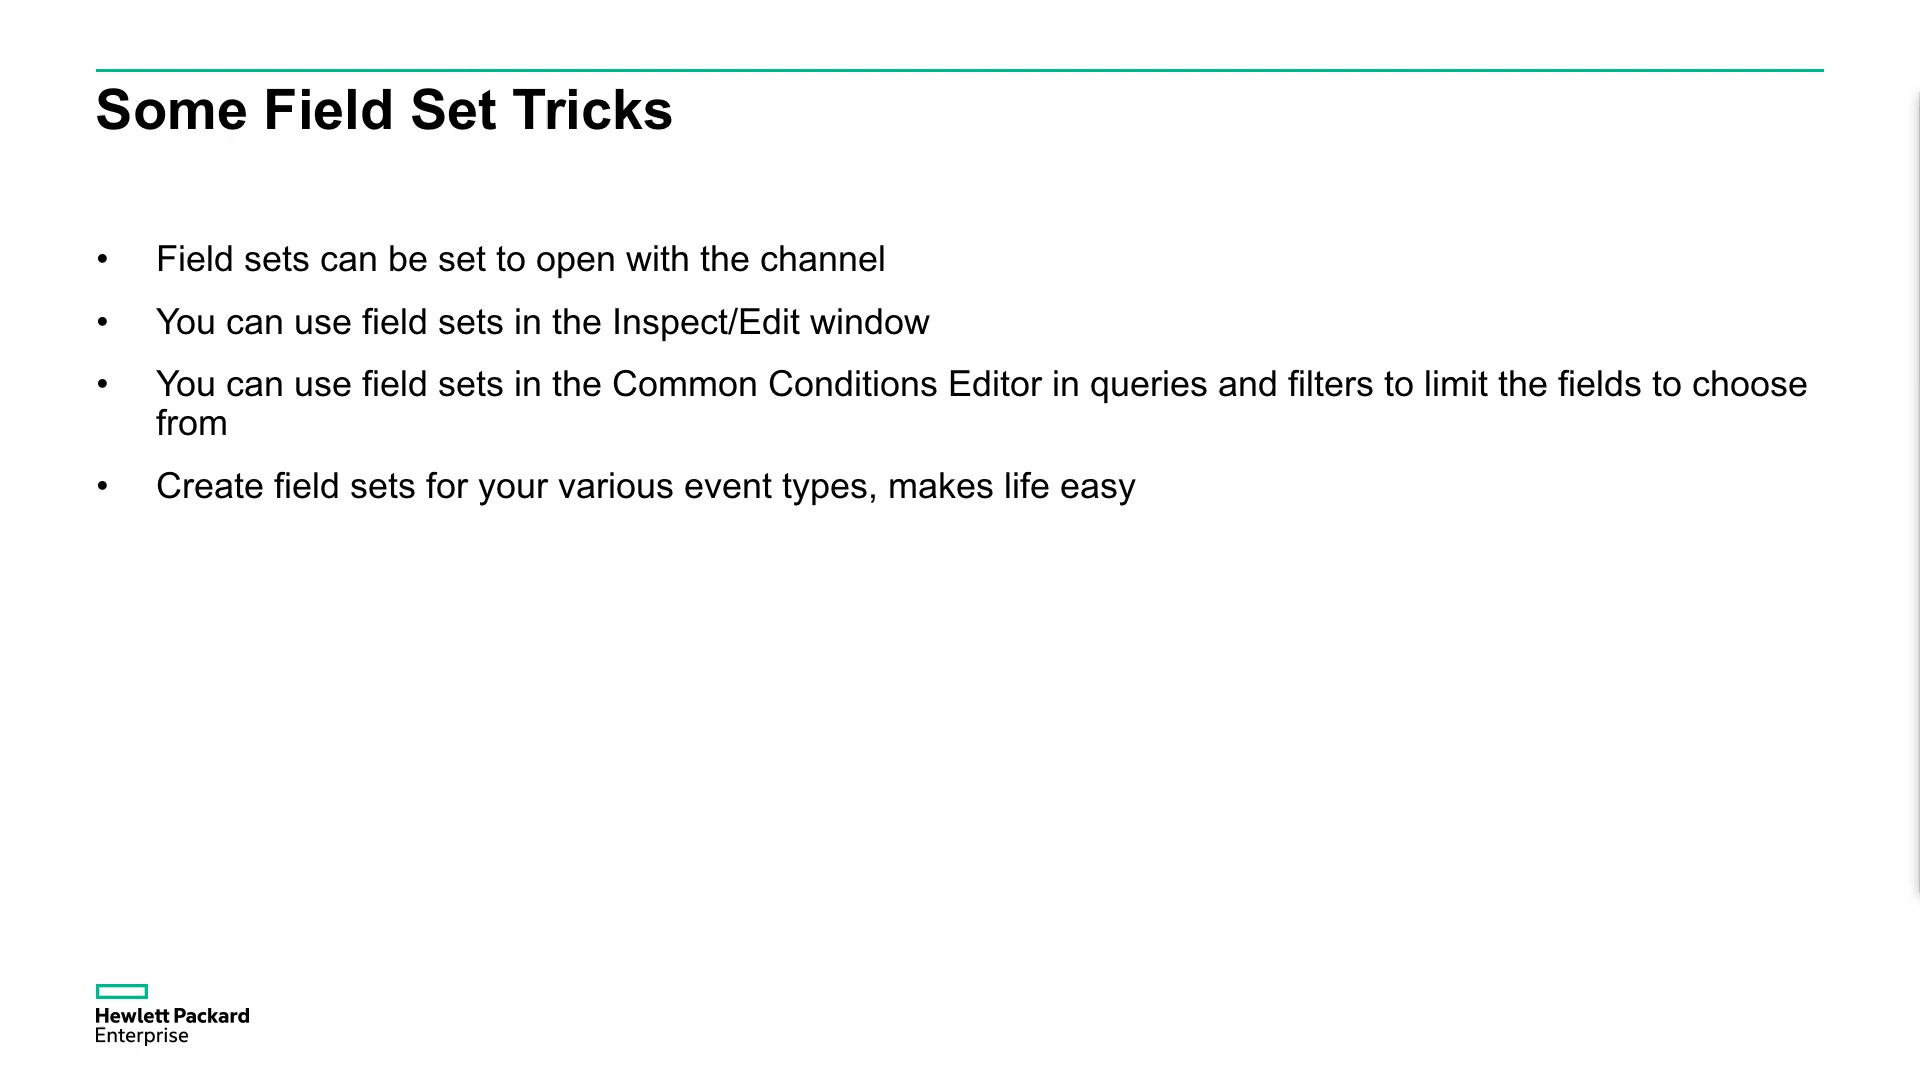 Some Field Set Tricks
• Field sets can be set to open with the channel
• You can use field sets in the Inspect/Edit window
• You can use field sets in the Common Conditions Editor in queries and filters to limit the fields to choose
from
• Create field sets for your various event types, makes life easy
Hewlett Packard
Enterprise